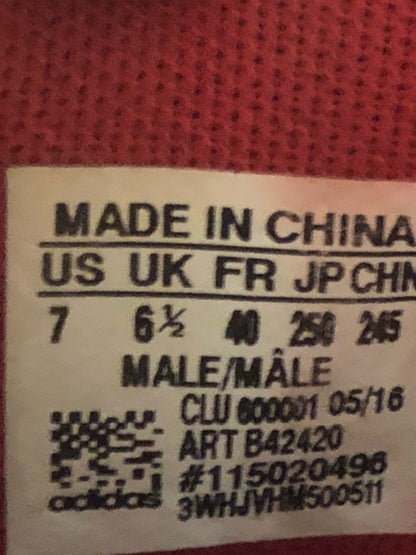 MADE IN CHINA
US UK FR JP CHN
7 6½ 40 250 245
MALE/MÂLE
CLU 600001 05/16
ART B42420
#115020496
3WHJVHM500511
adidas